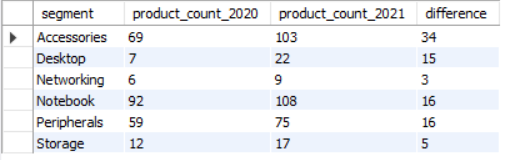 segment product_count_2020 product_count_2021 difference
Accessories 69 103 34
Desktop 7 22 15
Networking 6 9 3
Notebook 92 108 16
Peripherals 59 75 16
Storage 12 17 5